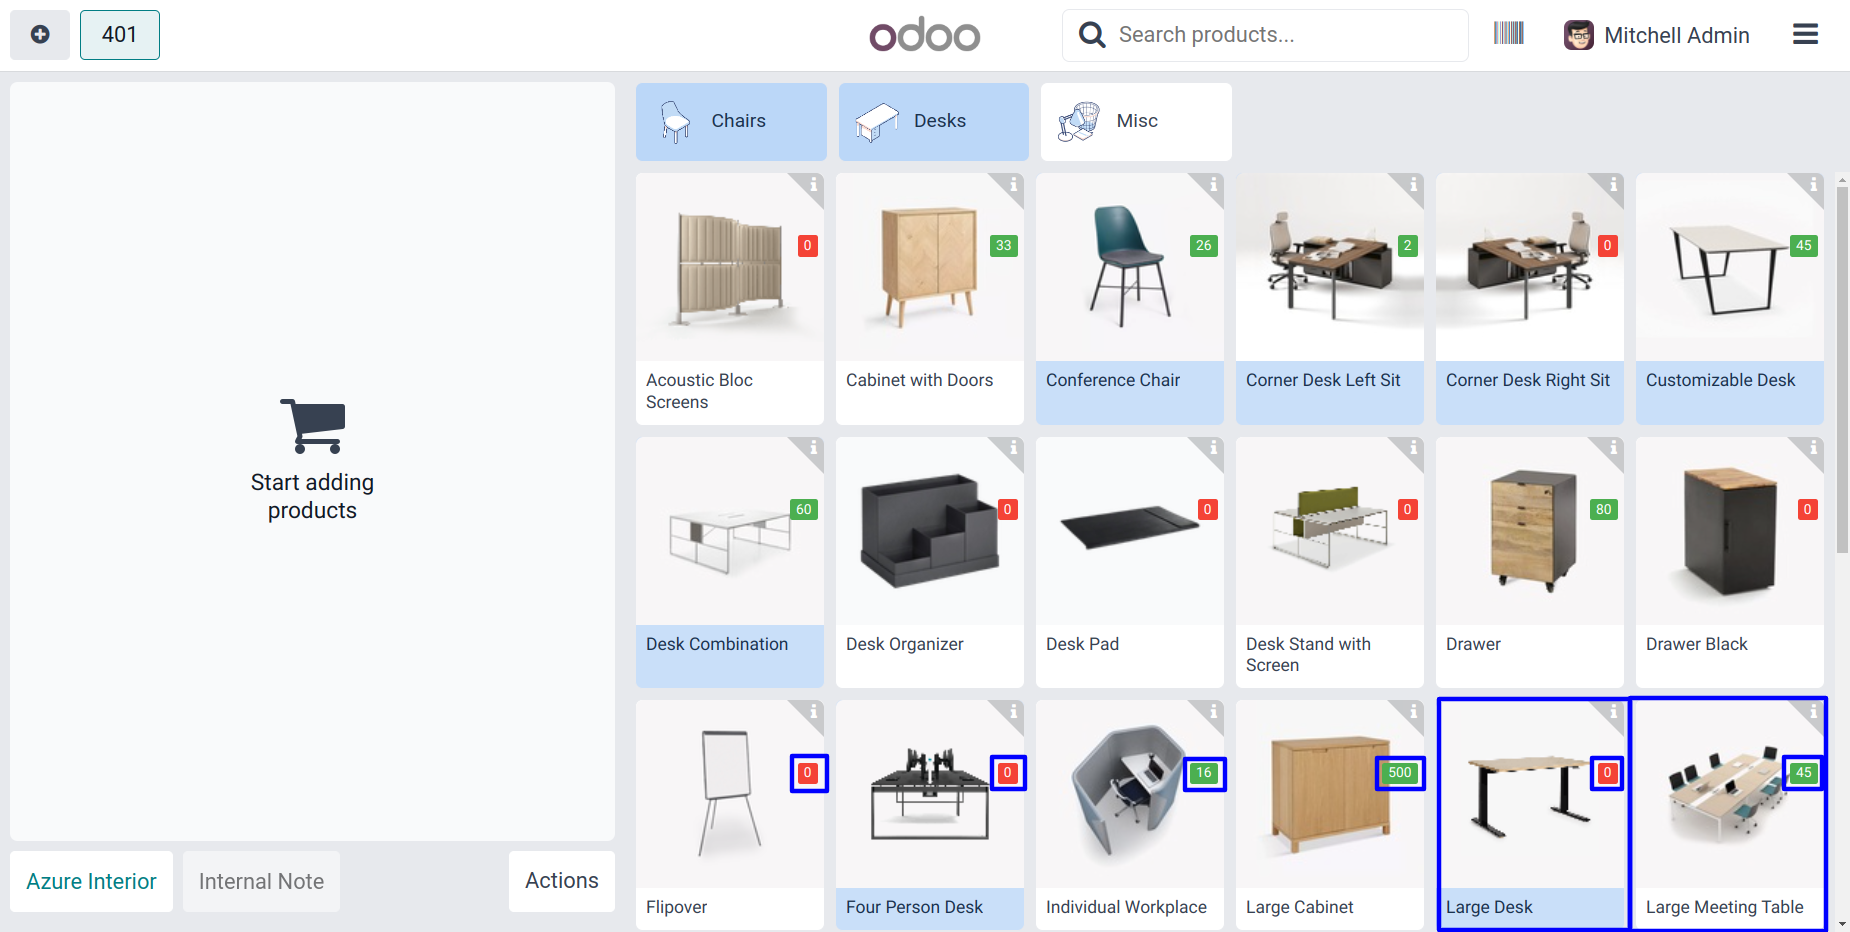 401
odoo
Search products...
Mitchell Admin
Chairs
Desks
Misc
0
33
26
2
0
45
Acoustic Bloc
Screens
Cabinet with Doors
Conference Chair
Corner Desk Left Sit
Corner Desk Right Sit
Customizable Desk
Start adding
products
60
0
0
0
80
0
Desk Combination
Desk Organizer
Desk Pad
Desk Stand with
Screen
Drawer
Drawer Black
0
0
16
500
0
45
Flipover
Four Person Desk
Individual Workplace
Large Cabinet
Large Desk
Large Meeting Table
Azure Interior
Internal Note
Actions